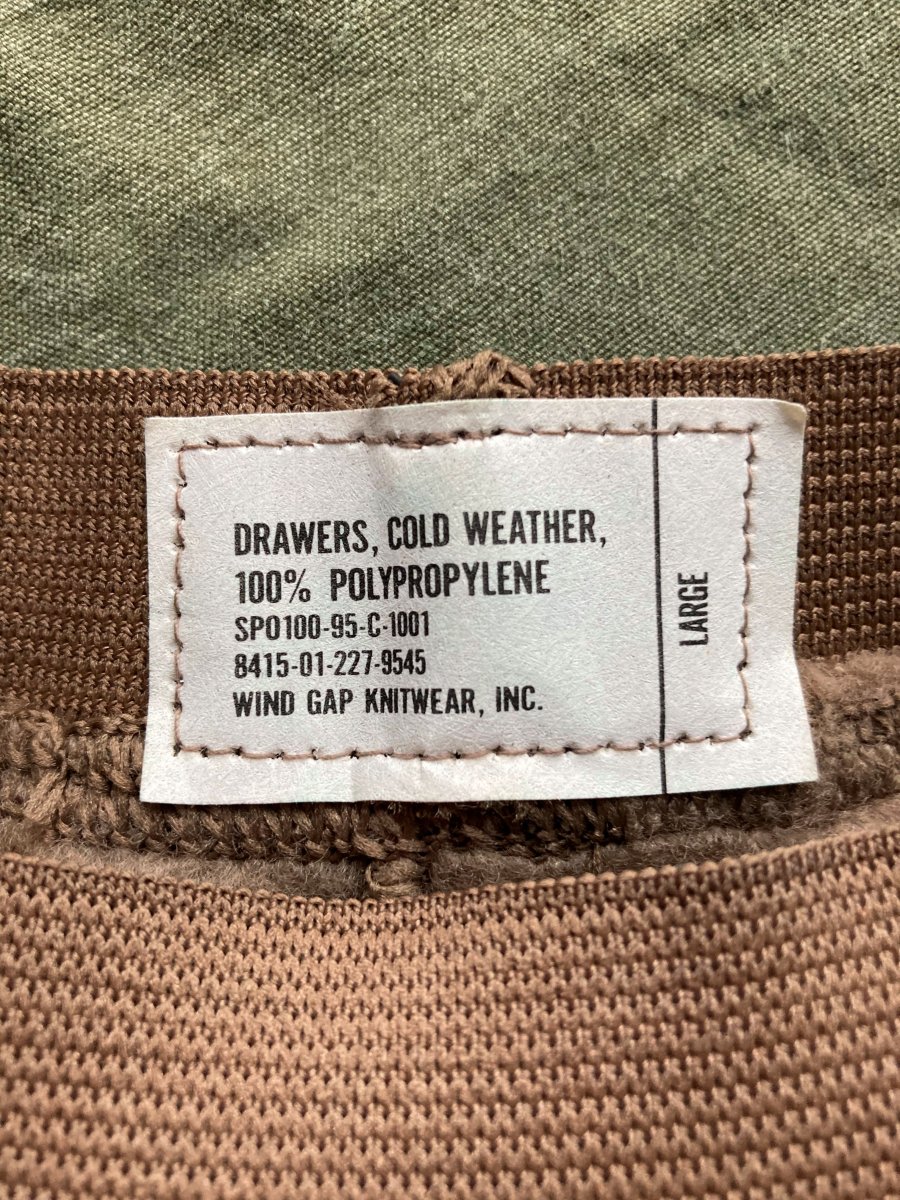 DRAWERS, COLD WEATHER,
100% POLYPROPYLENE
SPO100-95-C-1001
8415-01-227-9545
WIND GAP KNITWEAR, INC.
LARGE